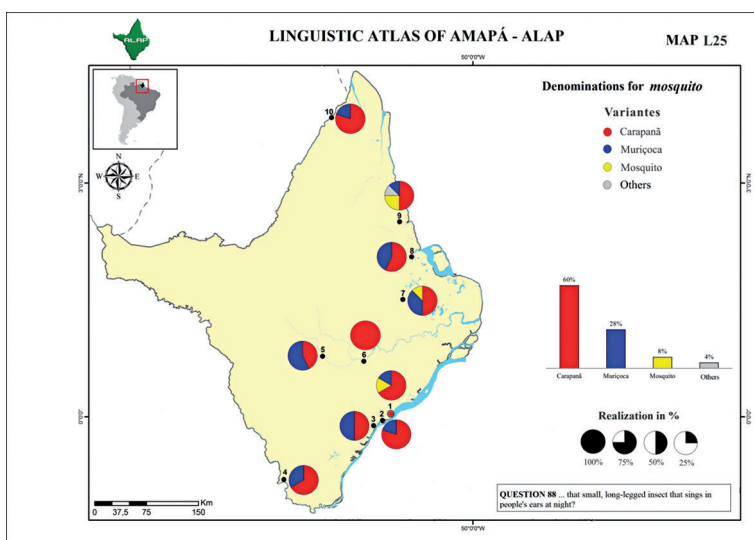 ALAP
LINGUISTIC ATLAS OF AMAPÁ - ALAP
MAP L25
50°0'0"W
Denominations for mosquito
Variantes
Carapanã
Muriçoca
Mosquito
Others
N
W E
S
3°0'0"N
3°0'0"N
10
9
8
7
6
5
1
2
3
4
60%
28%
8%
4%
Carapanã Muriçoca Mosquito Others
0°0'0"
0°0'0"
Realization in %
100% 75% 50% 25%
Km
0 37,5 75 150
QUESTION 88 ... that small, long-legged insect that sings in
people's ears at night?
50°0'0"W